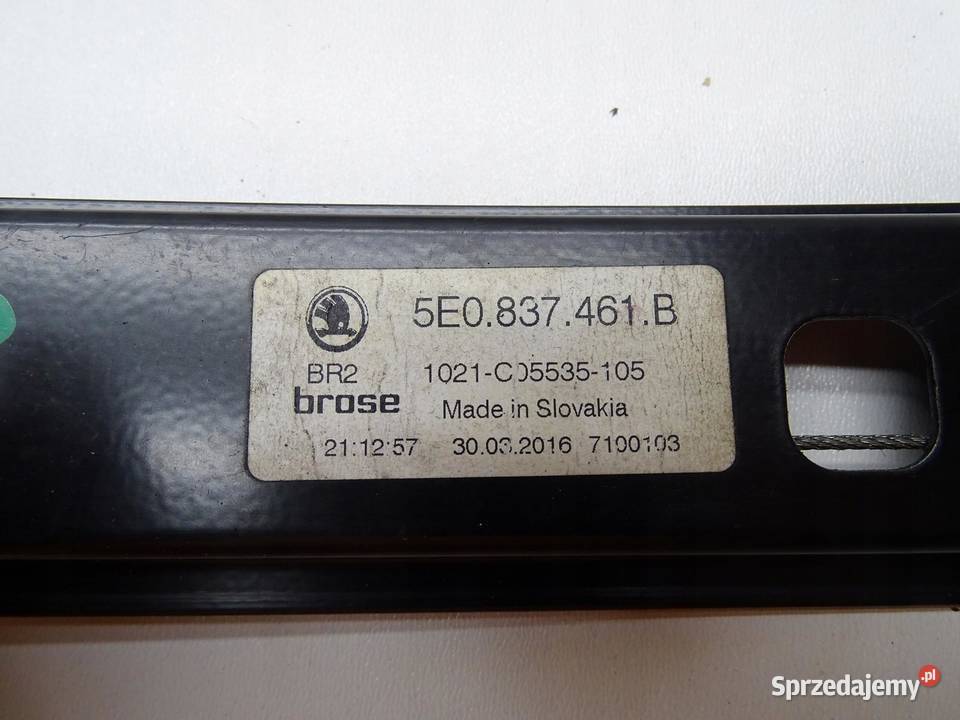 5E0.837.461.B
BR2 1021-C05535-105
brose Made in Slovakia
21:12:57 30.03.2016 7100103
Sprzedajemy.pl